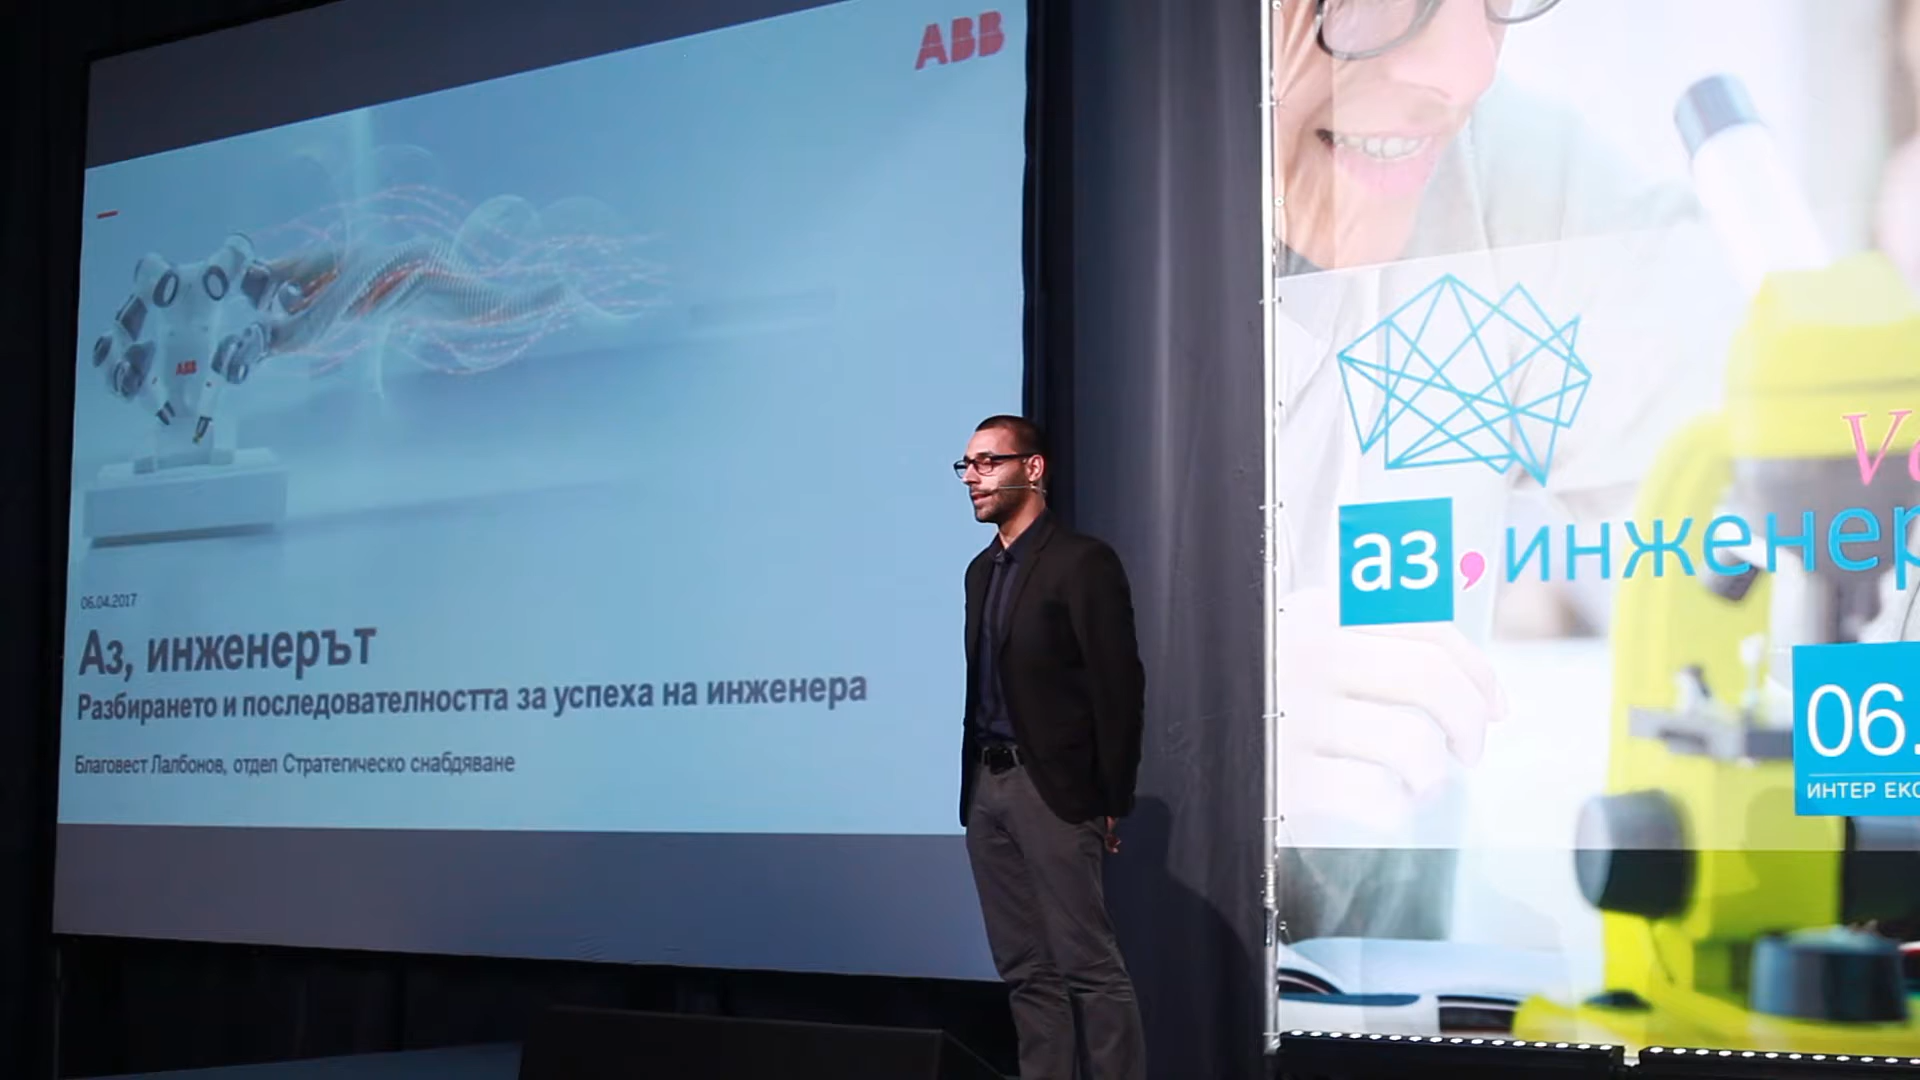 ABB
ABB
06.04.2017
Аз, инженерът
Разбирането и последователността за успеха на инженера
Благовест Лалбонов, отдел Стратегическо снабдяване
аз, инженер
06.
ИНТЕР ЕКС